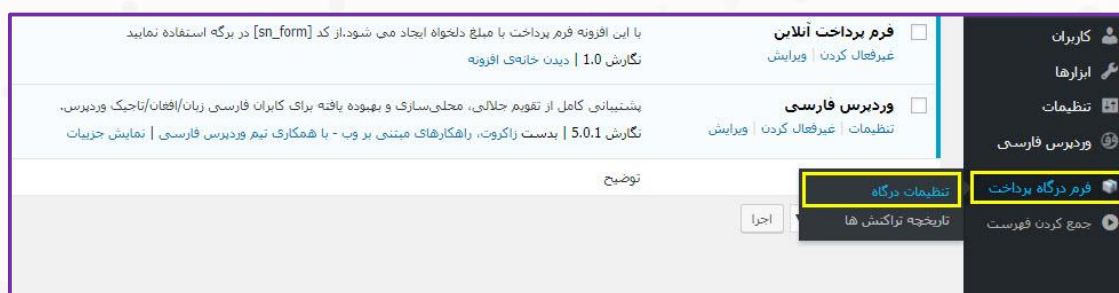 فرم پرداخت آنلاین
غیرفعال کردن | ویرایش
با این افزونه فرم پرداخت با مبلغ دلخواه ایجاد می شود.از کد [sn_form] در برگه استفاده نمایید
نگارش 1.0 | دیدن خانه‌ی افزونه
وردپرس فارسی
تنظیمات | غیرفعال کردن | ویرایش
پشتیبانی کامل از تقویم جلالی، محلی‌سازی و بهبوده یافته برای کابران فارسی زبان/افغان/تاجیک وردپرس.
نگارش 5.0.1 | بدست زاکروت، راهکارهای مبتنی بر وب - با همکاری تیم وردپرس فارسی | نمایش جزییات
توضیح
اجرا
کاربران
ابزارها
تنظیمات
وردپرس فارسی
فرم درگاه پرداخت
تنظیمات درگاه
تاریخچه تراکنش ها
جمع کردن فهرست